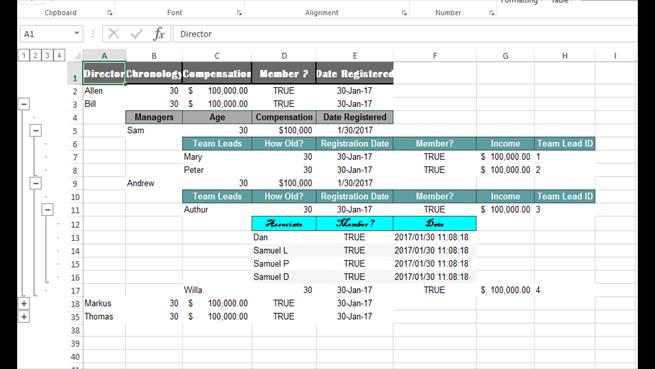 Formatting Table
Clipboard Font Alignment Number
A1 fx Director
1 2 3 4 A B C D E F G H I
1 Director Chronology Compensation Member ? Date Registered
2 Allen 30 $ 100,000.00 TRUE 30-Jan-17
3 Bill 30 $ 100,000.00 TRUE 30-Jan-17
4 Managers Age Compensation Date Registered
5 Sam 30 $100,000 1/30/2017
6 Team Leads How Old? Registration Date Member? Income Team Lead ID
7 Mary 30 30-Jan-17 TRUE $ 100,000.00 1
8 Peter 30 30-Jan-17 TRUE $ 100,000.00 2
9 Andrew 30 $100,000 1/30/2017
10 Team Leads How Old? Registration Date Member? Income Team Lead ID
11 Authur 30 30-Jan-17 TRUE $ 100,000.00 3
12 Associate Member? Date
13 Dan TRUE 2017/01/30 11:08:18
14 Samuel L TRUE 2017/01/30 11:08:18
15 Samuel P TRUE 2017/01/30 11:08:18
16 Samuel D TRUE 2017/01/30 11:08:18
17 Willa 30 30-Jan-17 TRUE $ 100,000.00 4
18 Markus 30 $ 100,000.00 TRUE 30-Jan-17
35 Thomas 30 $ 100,000.00 TRUE 30-Jan-17
38
39
40